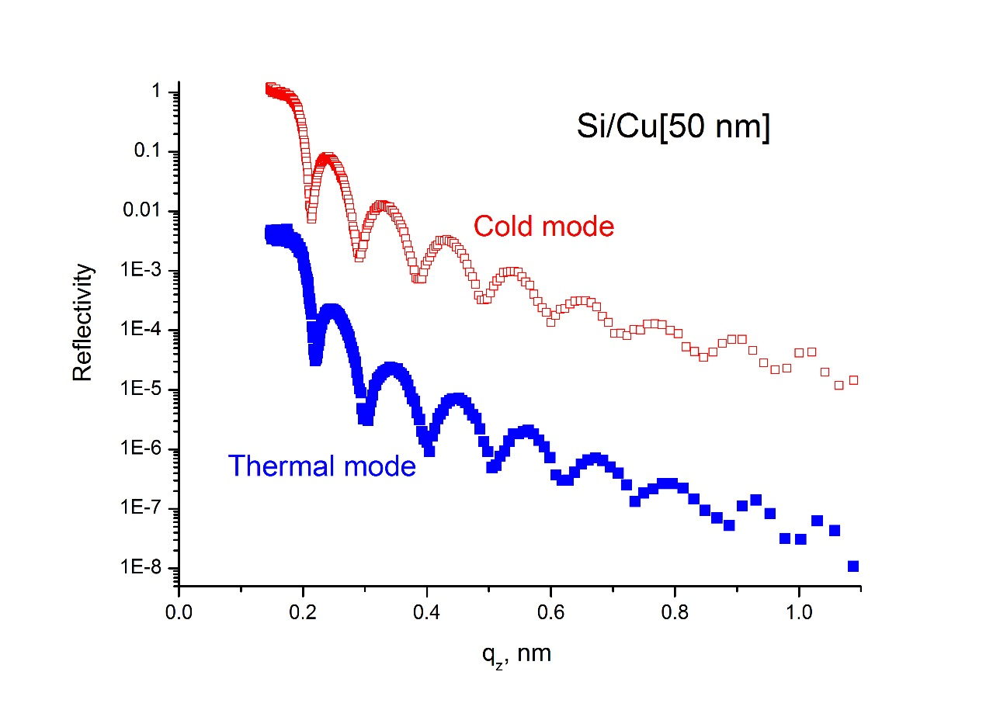 1
Si/Cu[50 nm]
0.1
0.01
Cold mode
1E-3
Reflectivity
1E-4
1E-5
1E-6
Thermal mode
1E-7
1E-8
0.0 0.2 0.4 0.6 0.8 1.0
qz, nm